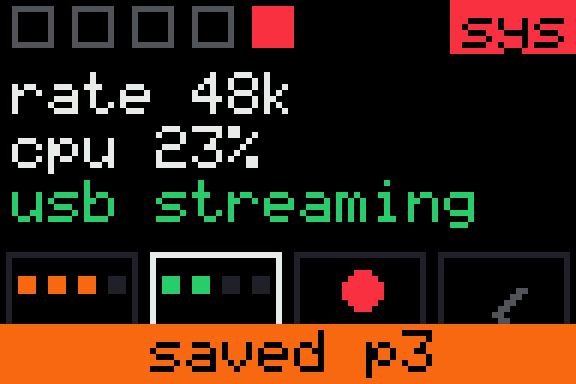 sys
rate 48k
cpu 23%
usb streaming
saved p3